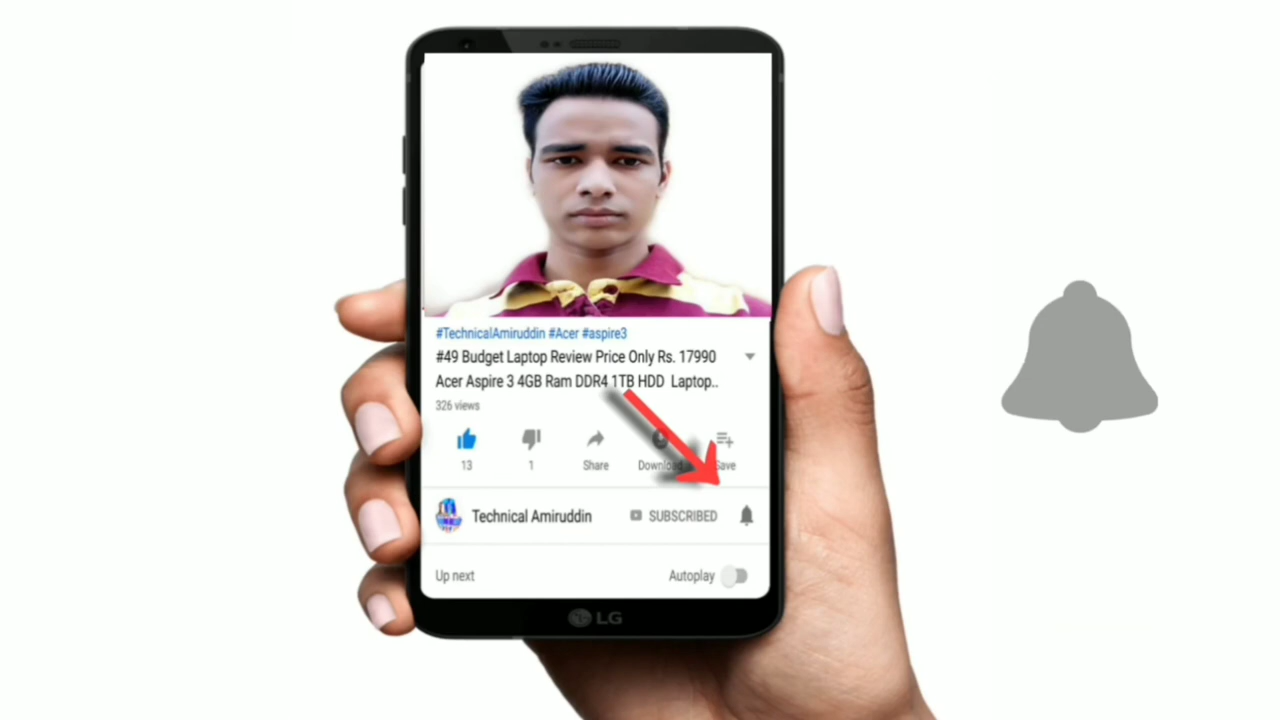 #TechnicalAmiruddin #Acer #aspire3
#49 Budget Laptop Review Price Only Rs. 17990
Acer Aspire 3 4GB Ram DDR4 1TB HDD Laptop..
326 views
13 1 Share Download Save
Technical Amiruddin SUBSCRIBED
Up next Autoplay
LG